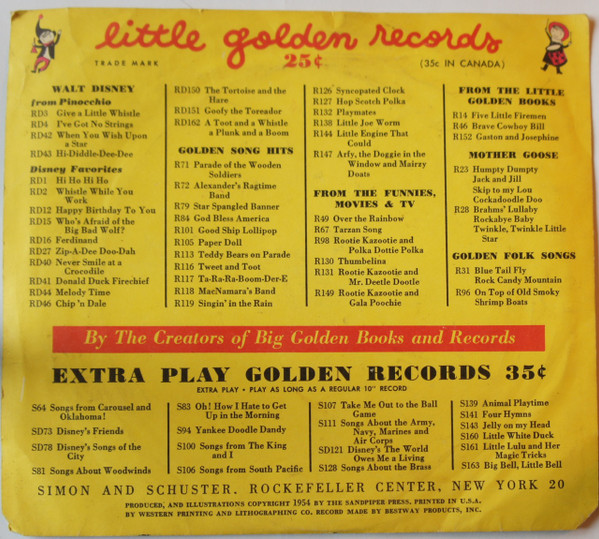 little golden records
TRADE MARK
25¢
(35c IN CANADA)
WALT DISNEY
from Pinocchio
RD3 Give a Little Whistle
RD4 I've Got No Strings
RD42 When You Wish Upon
a Star
RD43 Hi-Diddle-Dee-Dee
Disney Favorites
RD1 Hi Ho Hi Ho
RD2 Whistle While You
Work
RD12 Happy Birthday To You
RD15 Who's Afraid of the
Big Bad Wolf?
RD16 Ferdinand
RD27 Zip-A-Dee Doo-Dah
RD40 Never Smile at a
Crocodile
RD41 Donald Duck Firechief
RD44 Melody Time
RD46 Chip 'n Dale
RD150 The Tortoise and the
Hare
RD151 Goofy the Toreador
RD162 A Toot and a Whistle
a Plunk and a Boom
GOLDEN SONG HITS
R71 Parade of the Wooden
Soldiers
R72 Alexander's Ragtime
Band
R79 Star Spangled Banner
R84 God Bless America
R101 Good Ship Lollipop
R105 Paper Doll
R113 Teddy Bears on Parade
R116 Tweet and Toot
R117 Ta-Ra-Ra-Boom-Der-E
R118 MacNamara's Band
R119 Singin' in the Rain
R126 Syncopated Clock
R127 Hop Scotch Polka
R132 Playmates
R138 Little Joe Worm
R144 Little Engine That
Could
R147 Arfy, the Doggie in the
Window and Mairzy
Doats
FROM THE FUNNIES,
MOVIES & TV
R49 Over the Rainbow
R67 Tarzan Song
R98 Rootie Kazootie and
Polka Dottie Polka
R130 Thumbelina
R131 Rootie Kazootie and
Mr. Deetle Dootle
R149 Rootie Kazootie and
Gala Poochie
FROM THE LITTLE
GOLDEN BOOKS
R14 Five Little Firemen
R46 Brave Cowboy Bill
R152 Gaston and Josephine
MOTHER GOOSE
R23 Humpty Dumpty
Jack and Jill
Skip to my Lou
Cockadoodle Doo
R28 Brahms' Lullaby
Rockabye Baby
Twinkle, Twinkle Little
Star
GOLDEN FOLK SONGS
R31 Blue Tail Fly
Rock Candy Mountain
R96 On Top of Old Smoky
Shrimp Boats
By The Creators of Big Golden Books and Records
EXTRA PLAY GOLDEN RECORDS 35¢
EXTRA PLAY • PLAY AS LONG AS A REGULAR 10" RECORD
S64 Songs from Carousel and
Oklahoma!
SD73 Disney's Friends
SD78 Disney's Songs of the
City
S81 Songs About Woodwinds
S83 Oh! How I Hate to Get
Up in the Morning
S94 Yankee Doodle Dandy
S100 Songs from The King
and I
S106 Songs from South Pacific
S107 Take Me Out to the Ball
Game
S111 Songs About the Army,
Navy, Marines and
Air Corps
SD121 Disney's The World
Owes Me a Living
S128 Songs About the Brass
S139 Animal Playtime
S141 Four Hymns
S143 Jelly on my Head
S160 Little White Duck
S161 Little Lulu and Her
Magic Tricks
S163 Big Bell, Little Bell
SIMON AND SCHUSTER, ROCKEFELLER CENTER, NEW YORK 20
PRODUCED, AND ILLUSTRATIONS COPYRIGHT 1954 BY THE SANDPIPER PRESS, PRINTED IN U.S.A.
BY WESTERN PRINTING AND LITHOGRAPHING CO. RECORD MADE BY BESTWAY PRODUCTS, INC.